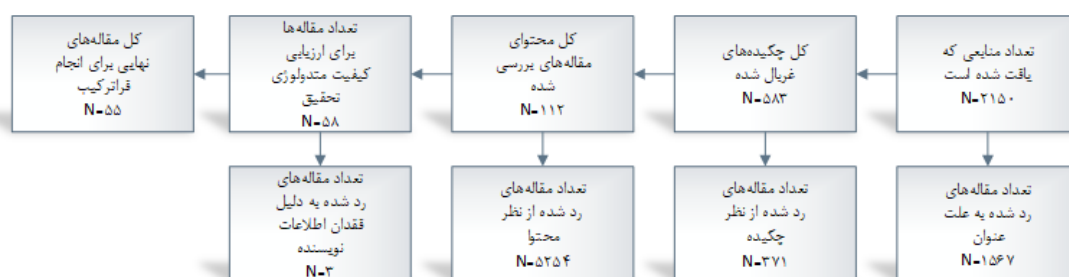 تعداد منابعی که
یافت شده است
N=۲۱۵۰
کل چکیده‌های
غربال شده
N=۵۸۳
کل محتوای
مقاله‌های بررسی
شده
N=۱۱۲
تعداد مقاله‌ها
برای ارزیابی
کیفیت متدولوژی
تحقیق
N=۵۸
کل مقاله‌های
نهایی برای انجام
فراترکیب
N=۵۵
تعداد مقاله‌های
رد شده به علت
عنوان
N=۱۵۶۷
تعداد مقاله‌های
رد شده از نظر
چکیده
N=۳۷۱
تعداد مقاله‌های
رد شده از نظر
محتوا
N=۵۲۵۴
تعداد مقاله‌های
رد شده به دلیل
فقدان اطلاعات
نویسنده
N=۳